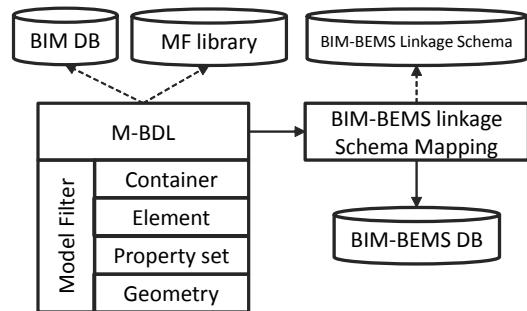 BIM DB
MF library
BIM-BEMS Linkage Schema
M-BDL
BIM-BEMS linkage
Schema Mapping
Model Filter
Container
Element
Property set
Geometry
BIM-BEMS DB